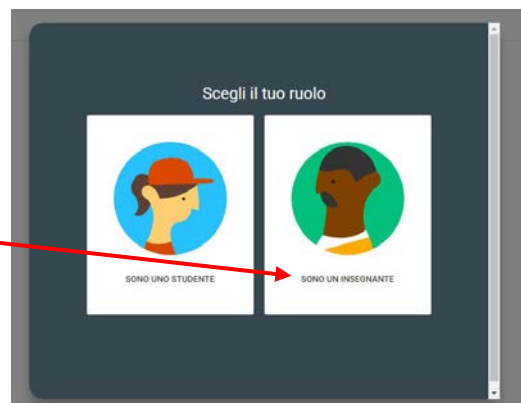 Scegli il tuo ruolo
SONO UNO STUDENTE
SONO UN INSEGNANTE